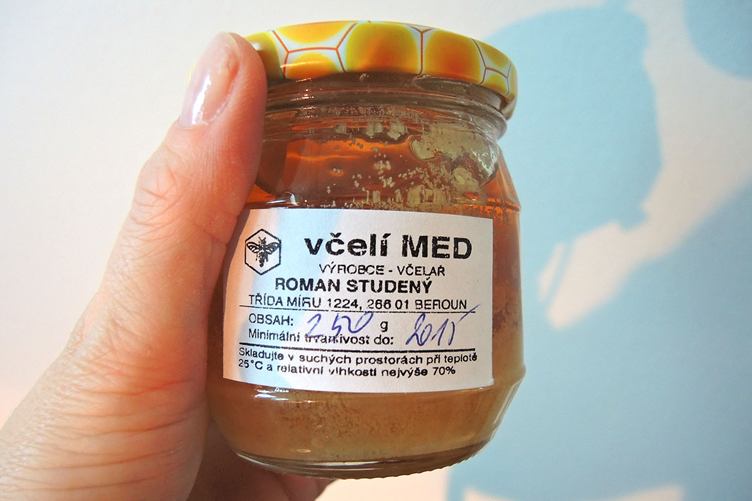 včelí MED
VÝROBCE - VČELAŘ
ROMAN STUDENÝ
TŘÍDA MÍRU 1224, 266 01 BEROUN
OBSAH: 250 g
Minimální trvanlivost do: 2015
Skladujte v suchých prostorách při teplotě
25°C a relativní vlhkosti nejvýše 70%